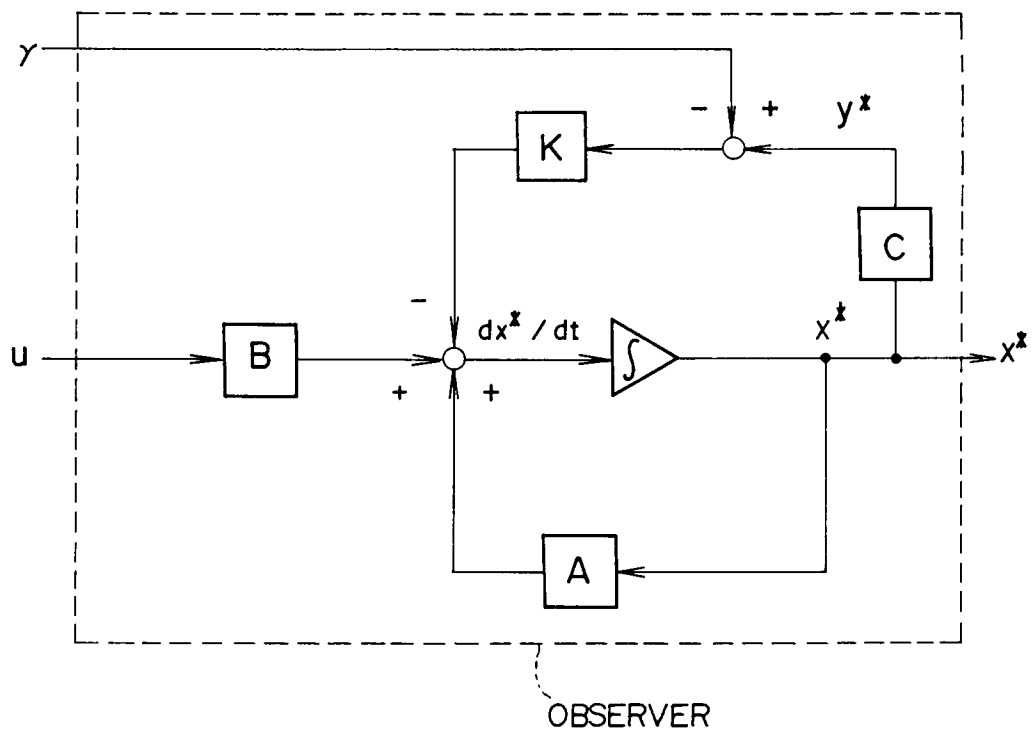 γ
- + y*
K
C
-
dx* / dt
∫
x*
u
B
x*
+ +
A
OBSERVER